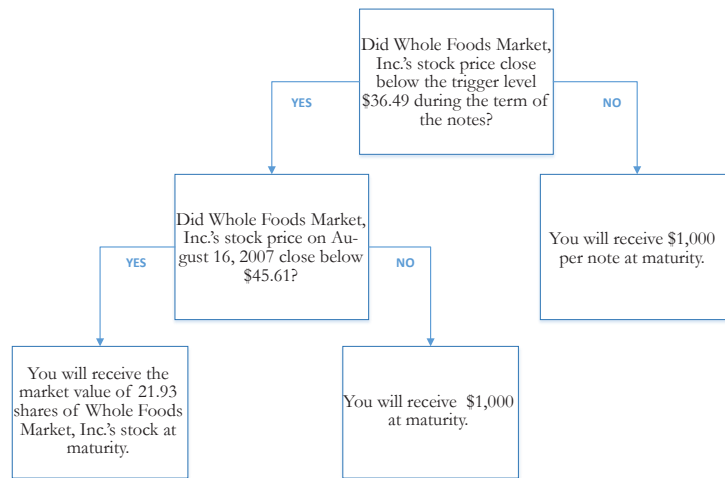 Did Whole Foods Market,
Inc.'s stock price close
below the trigger level
$36.49 during the term of
the notes?
YES
NO
Did Whole Foods Market,
Inc.'s stock price on Au-
gust 16, 2007 close below
$45.61?
You will receive $1,000
per note at maturity.
YES
NO
You will receive the
market value of 21.93
shares of Whole Foods
Market, Inc.'s stock at
maturity.
You will receive $1,000
at maturity.